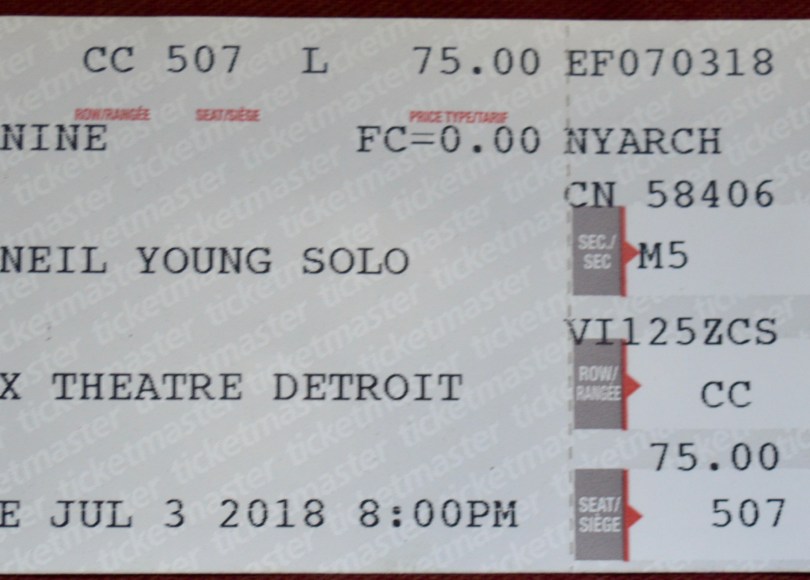 CC 507 L 75.00 EF070318
ROW/RANGÉE SEAT/SIÈGE PRICE TYPE/TARIF
NINE FC=0.00 NYARCH
CN 58406
SEC./
SEC
M5
NEIL YOUNG SOLO
VI125ZCS
ROW/
RANGÉE
CC
X THEATRE DETROIT
75.00
SEAT/
SIÈGE
507
E JUL 3 2018 8:00PM
ticketmaster